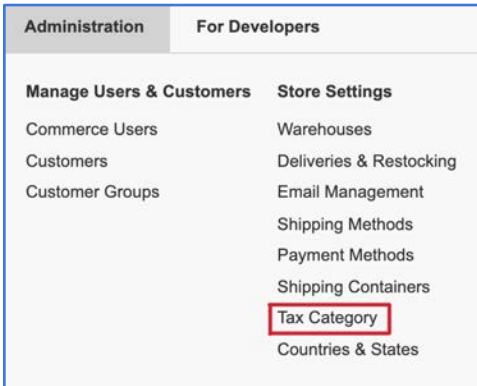 Administration
For Developers
Manage Users & Customers
Commerce Users
Customers
Customer Groups
Store Settings
Warehouses
Deliveries & Restocking
Email Management
Shipping Methods
Payment Methods
Shipping Containers
Tax Category
Countries & States